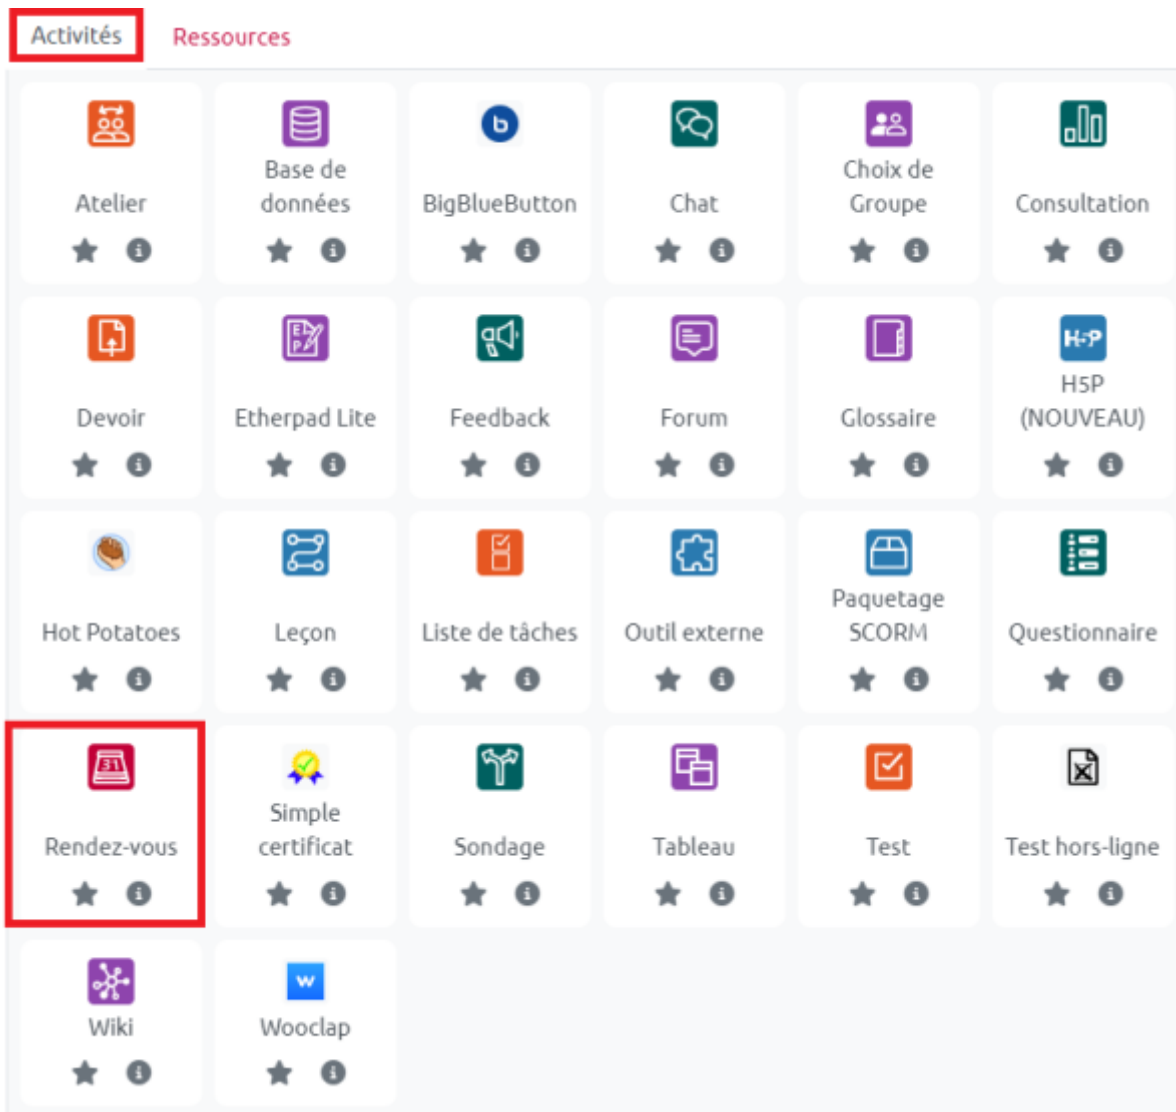 Activités Ressources
Atelier
Base de
données
BigBlueButton
Chat
Choix de
Groupe
Consultation
Devoir
E
P
Etherpad Lite
Feedback
Forum
Glossaire
H5P
H5P
(NOUVEAU)
Hot Potatoes
Leçon
Liste de tâches
Outil externe
Paquetage
SCORM
Questionnaire
31
Rendez-vous
Simple
certificat
Sondage
Tableau
Test
Test hors-ligne
Wiki
w
Wooclap